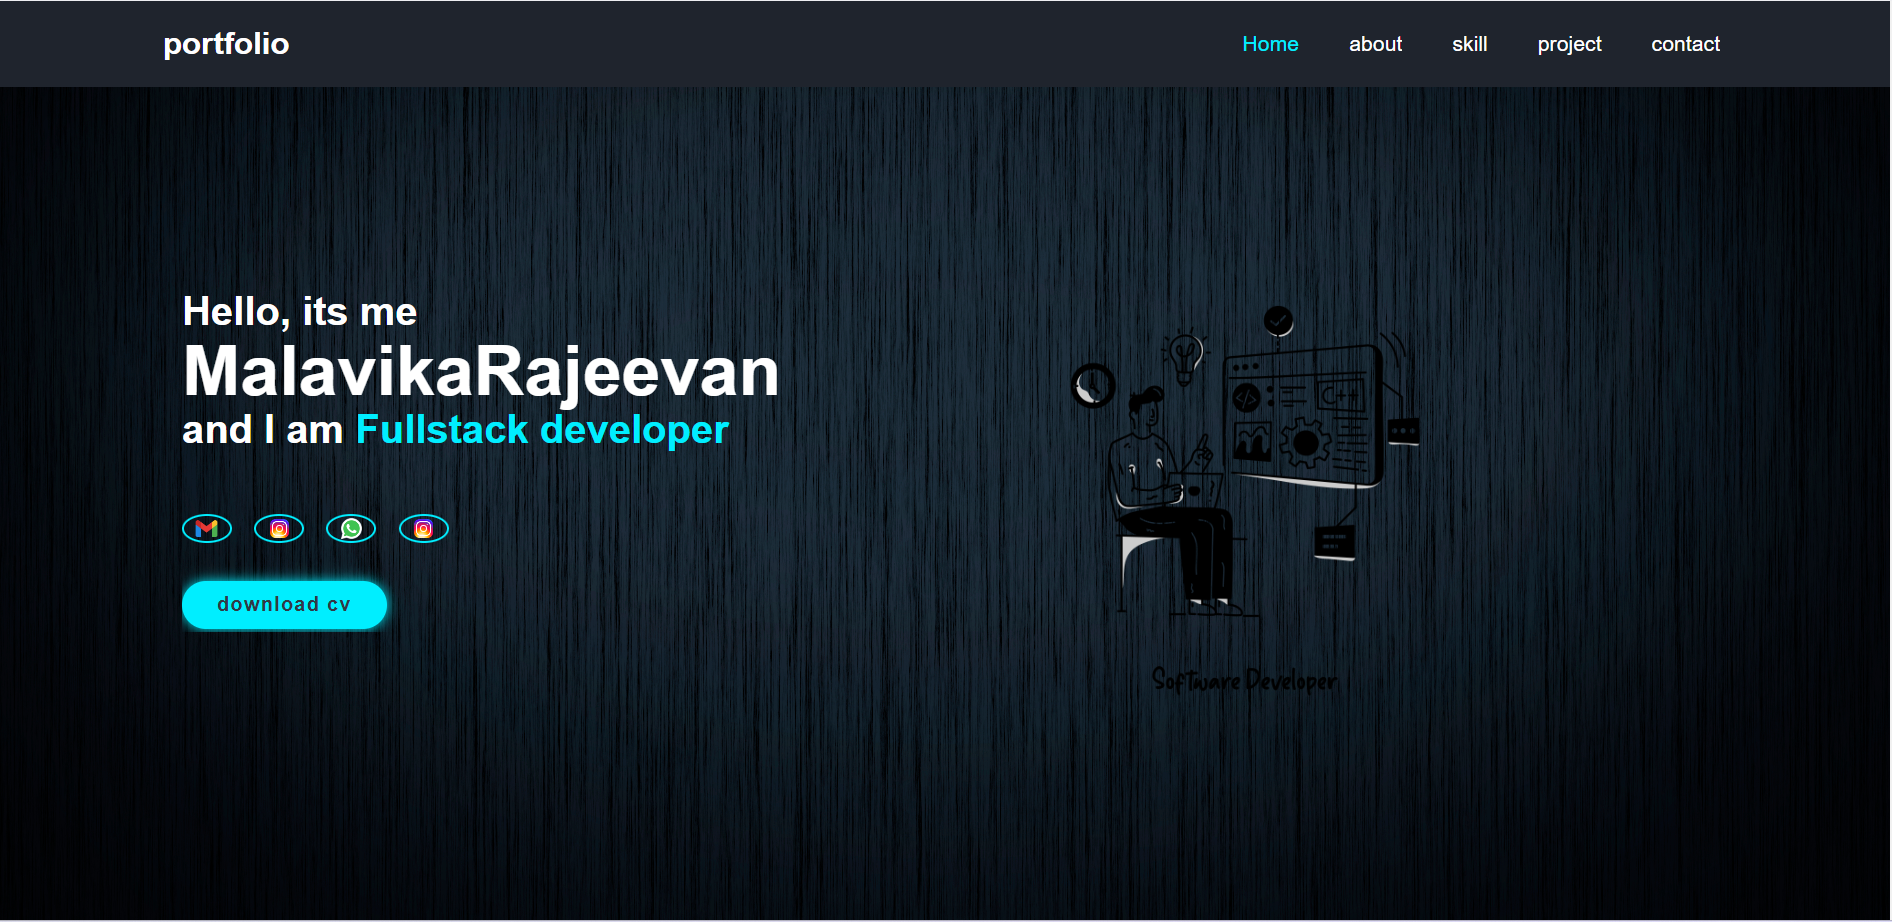 portfolio
Home about skill project contact
Hello, its me
MalavikaRajeevan
and I am Fullstack developer
download cv
</>
C++
Software Developer